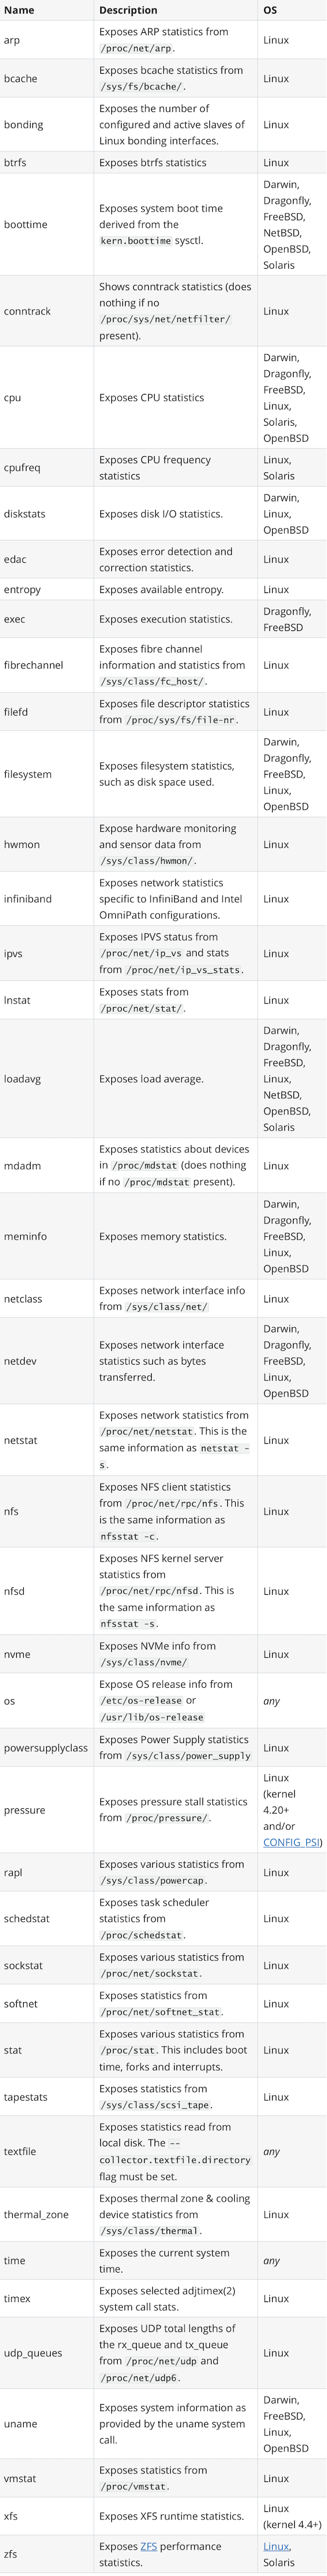 Name Description OS
arp Exposes ARP statistics from /proc/net/arp. Linux
bcache Exposes bcache statistics from /sys/fs/bcache/. Linux
bonding Exposes the number of configured and active slaves of Linux bonding interfaces. Linux
btrfs Exposes btrfs statistics Linux
boottime Exposes system boot time derived from the kern.boottime sysctl. Darwin, Dragonfly, FreeBSD, NetBSD, OpenBSD, Solaris
conntrack Shows conntrack statistics (does nothing if no /proc/sys/net/netfilter/ present). Linux
cpu Exposes CPU statistics Darwin, Dragonfly, FreeBSD, Linux, Solaris, OpenBSD
cpufreq Exposes CPU frequency statistics Linux, Solaris
diskstats Exposes disk I/O statistics. Darwin, Linux, OpenBSD
edac Exposes error detection and correction statistics. Linux
entropy Exposes available entropy. Linux
exec Exposes execution statistics. Dragonfly, FreeBSD
fibrechannel Exposes fibre channel information and statistics from /sys/class/fc_host/. Linux
filefd Exposes file descriptor statistics from /proc/sys/fs/file-nr. Linux
filesystem Exposes filesystem statistics, such as disk space used. Darwin, Dragonfly, FreeBSD, Linux, OpenBSD
hwmon Expose hardware monitoring and sensor data from /sys/class/hwmon/. Linux
infiniband Exposes network statistics specific to InfiniBand and Intel OmniPath configurations. Linux
ipvs Exposes IPVS status from /proc/net/ip_vs and stats from /proc/net/ip_vs_stats. Linux
lnstat Exposes stats from /proc/net/stat/. Linux
loadavg Exposes load average. Darwin, Dragonfly, FreeBSD, Linux, NetBSD, OpenBSD, Solaris
mdadm Exposes statistics about devices in /proc/mdstat (does nothing if no /proc/mdstat present). Linux
meminfo Exposes memory statistics. Darwin, Dragonfly, FreeBSD, Linux, OpenBSD
netclass Exposes network interface info from /sys/class/net/ Linux
netdev Exposes network interface statistics such as bytes transferred. Darwin, Dragonfly, FreeBSD, Linux, OpenBSD
netstat Exposes network statistics from /proc/net/netstat. This is the same information as netstat -s. Linux
nfs Exposes NFS client statistics from /proc/net/rpc/nfs. This is the same information as nfsstat -c. Linux
nfsd Exposes NFS kernel server statistics from /proc/net/rpc/nfsd. This is the same information as nfsstat -s. Linux
nvme Exposes NVMe info from /sys/class/nvme/ Linux
os Expose OS release info from /etc/os-release or /usr/lib/os-release any
powersupplyclass Exposes Power Supply statistics from /sys/class/power_supply Linux
pressure Exposes pressure stall statistics from /proc/pressure/. Linux (kernel 4.20+ and/or CONFIG_PSI)
rapl Exposes various statistics from /sys/class/powercap. Linux
schedstat Exposes task scheduler statistics from /proc/schedstat. Linux
sockstat Exposes various statistics from /proc/net/sockstat. Linux
softnet Exposes statistics from /proc/net/softnet_stat. Linux
stat Exposes various statistics from /proc/stat. This includes boot time, forks and interrupts. Linux
tapestats Exposes statistics from /sys/class/scsi_tape. Linux
textfile Exposes statistics read from local disk. The --collector.textfile.directory flag must be set. any
thermal_zone Exposes thermal zone & cooling device statistics from /sys/class/thermal. Linux
time Exposes the current system time. any
timex Exposes selected adjtimex(2) system call stats. Linux
udp_queues Exposes UDP total lengths of the rx_queue and tx_queue from /proc/net/udp and /proc/net/udp6. Linux
uname Exposes system information as provided by the uname system call. Darwin, FreeBSD, Linux, OpenBSD
vmstat Exposes statistics from /proc/vmstat. Linux
xfs Exposes XFS runtime statistics. Linux (kernel 4.4+)
zfs Exposes ZFS performance statistics. Linux, Solaris